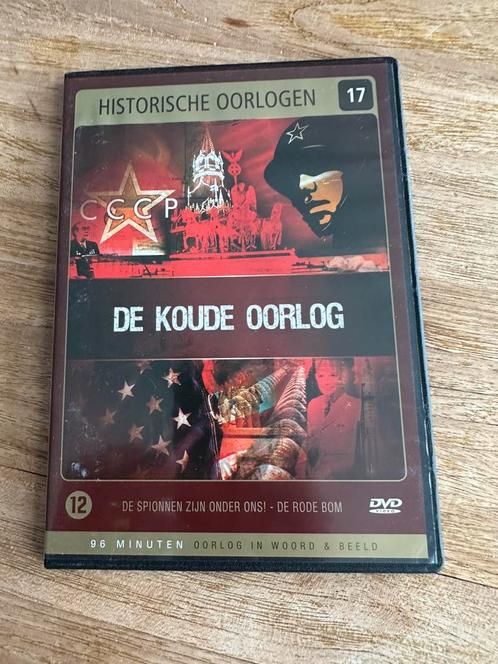 HISTORISCHE OORLOGEN 17
CCCP
DE KOUDE OORLOG
12 DE SPIONNEN ZIJN ONDER ONS! - DE RODE BOM DVD
VIDEO
96 MINUTEN OORLOG IN WOORD & BEELD